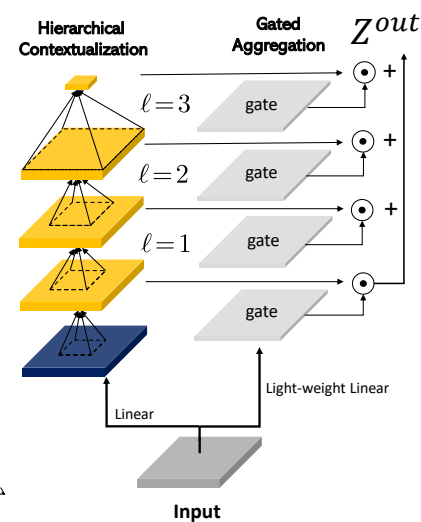 Hierarchical
Contextualization
Gated
Aggregation
Z^{out}
+
ℓ=3
gate
+
ℓ=2
gate
+
ℓ=1
gate
gate
Light-weight Linear
Linear
Input